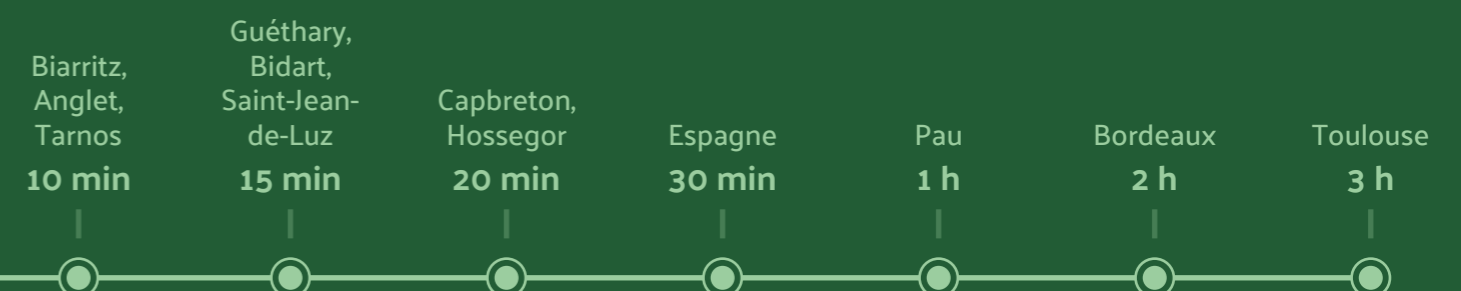 Biarritz,
Anglet,
Tarnos
10 min
Guéthary,
Bidart,
Saint-Jean-
de-Luz
15 min
Capbreton,
Hossegor
20 min
Espagne
30 min
Pau
1 h
Bordeaux
2 h
Toulouse
3 h